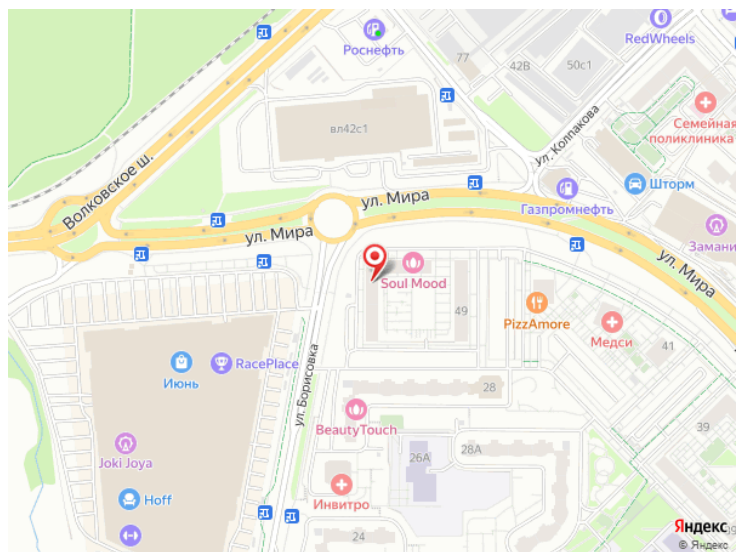 RedWheels
Роснефть
77
42В
50с1
Семейная
поликлиника
вл42с1
ул. Колпакова
Волковское ш.
Шторм
ул. Мира
Газпромнефть
ул. Мира
Замани
ул. Мира
Soul Mood
49
PizzAmore
Медси
41
Июнь
RacePlace
ул. Борисовка
28
BeautyTouch
39
28А
26А
Joki Joya
Инвитро
Hoff
24
Яндекс
© Яндекс